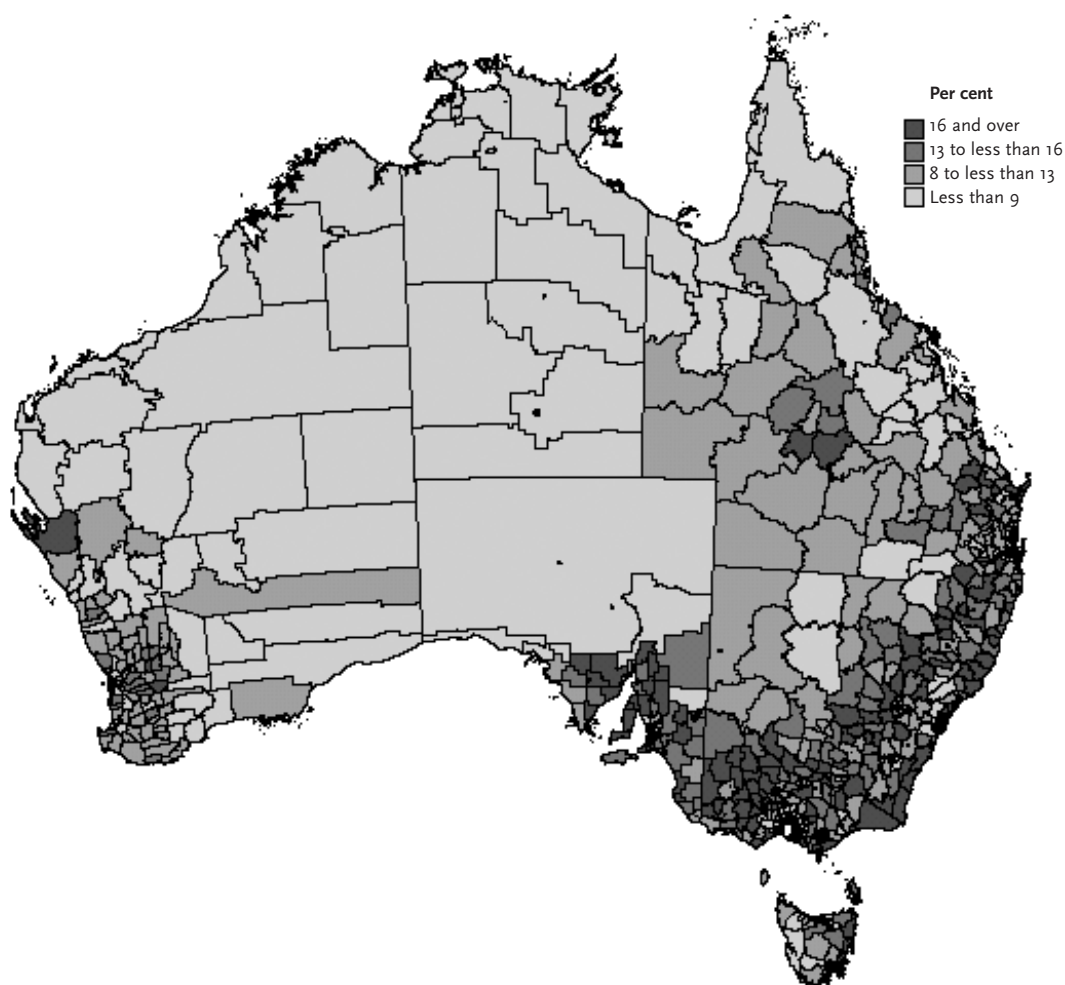 Per cent
16 and over
13 to less than 16
8 to less than 13
Less than 9